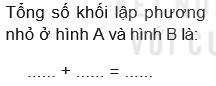 Tổng số khối lập phương
nhỏ ở hình A và hình B là:
...... + ...... = ......